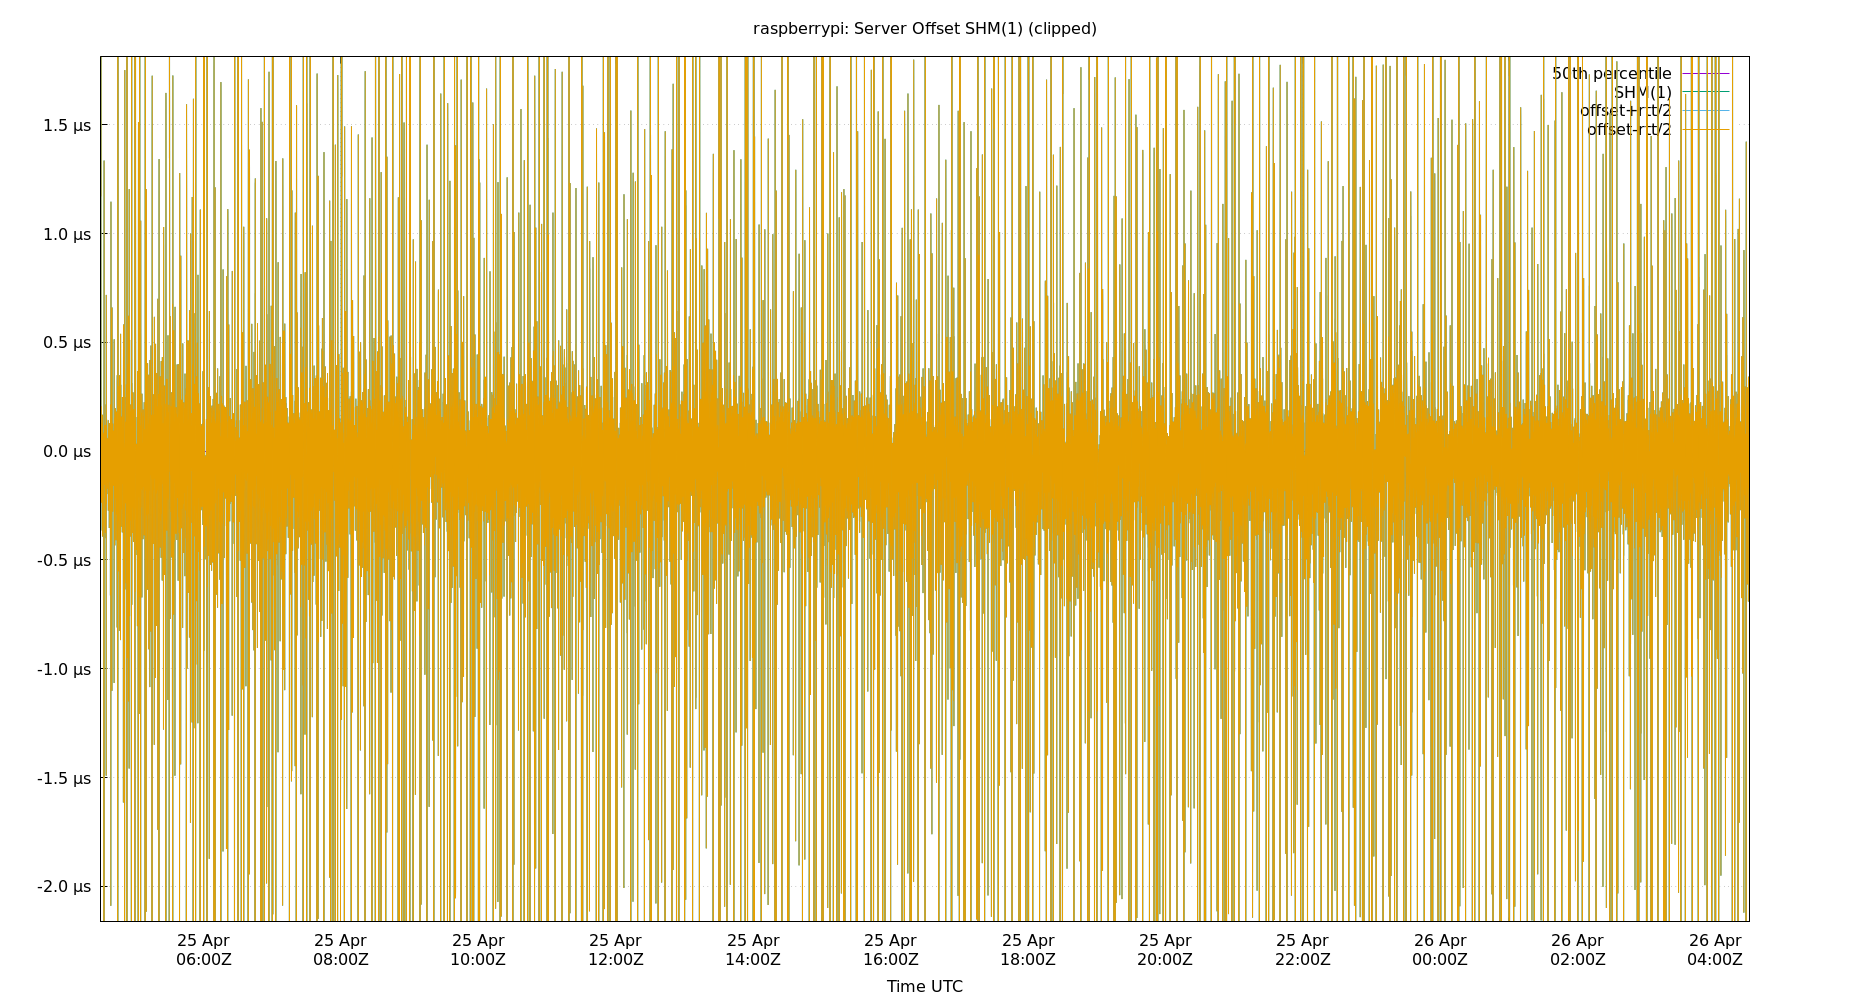 raspberrypi: Server Offset SHM(1) (clipped)
50th percentile
SHM(1)
offset+rtt/2
offset-rtt/2
1.5 µs
1.0 µs
0.5 µs
0.0 µs
-0.5 µs
-1.0 µs
-1.5 µs
-2.0 µs
25 Apr 25 Apr 25 Apr 25 Apr 25 Apr 25 Apr 25 Apr 25 Apr 25 Apr 26 Apr 26 Apr 26 Apr
06:00Z 08:00Z 10:00Z 12:00Z 14:00Z 16:00Z 18:00Z 20:00Z 22:00Z 00:00Z 02:00Z 04:00Z
Time UTC